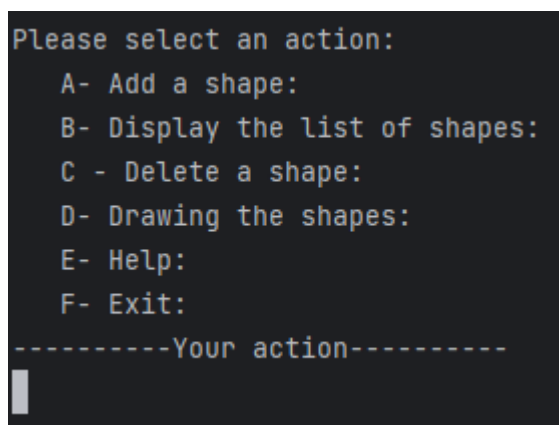 Please select an action:
A- Add a shape:
B- Display the list of shapes:
C - Delete a shape:
D- Drawing the shapes:
E- Help:
F- Exit:
----------Your action----------